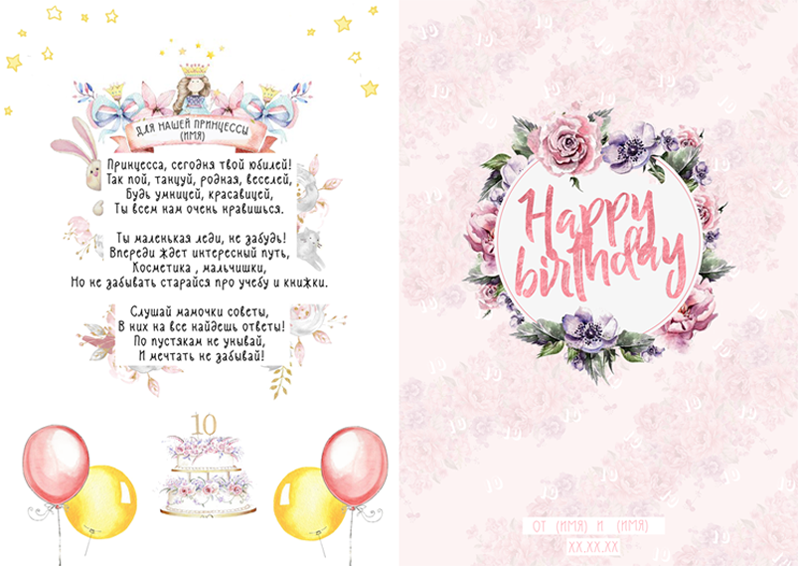 ДЛЯ НАШЕЙ ПРИНЦЕССЫ
(ИМЯ)
Принцесса, сегодня твой юбилей!
Так пой, танцуй, родная, веселей,
Будь умницей, красавицей,
Ты всем нам очень нравишься.
Ты маленькая леди, не забудь!
Впереди ждет интересный путь,
Косметика , мальчишки,
Но не забывать старайся про учебу и книжки.
Слушай мамочки советы,
В них на все найдешь ответы!
По пустякам не унывай,
И мечтать не забывай!
10
Happy
birthday
ОТ (ИМЯ) И (ИМЯ)
XX.XX.XX